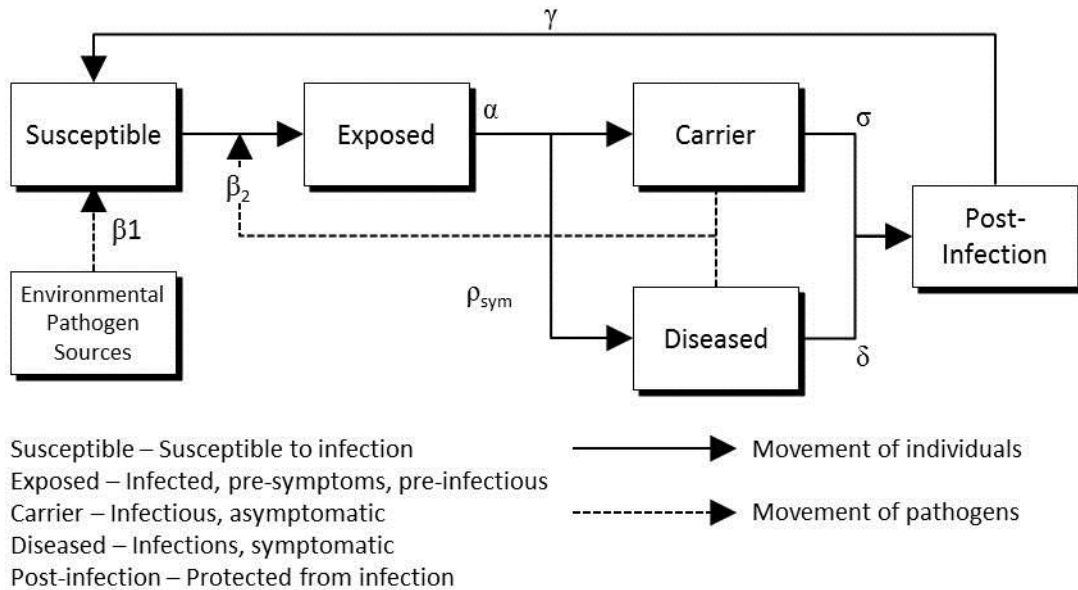 γ
Susceptible
Exposed
α
Carrier
σ
β₂
Post-
Infection
β1
Environmental
Pathogen
Sources
ρsym
Diseased
δ
Susceptible – Susceptible to infection
Exposed – Infected, pre-symptoms, pre-infectious
Carrier – Infectious, asymptomatic
Diseased – Infections, symptomatic
Post-infection – Protected from infection
Movement of individuals
Movement of pathogens